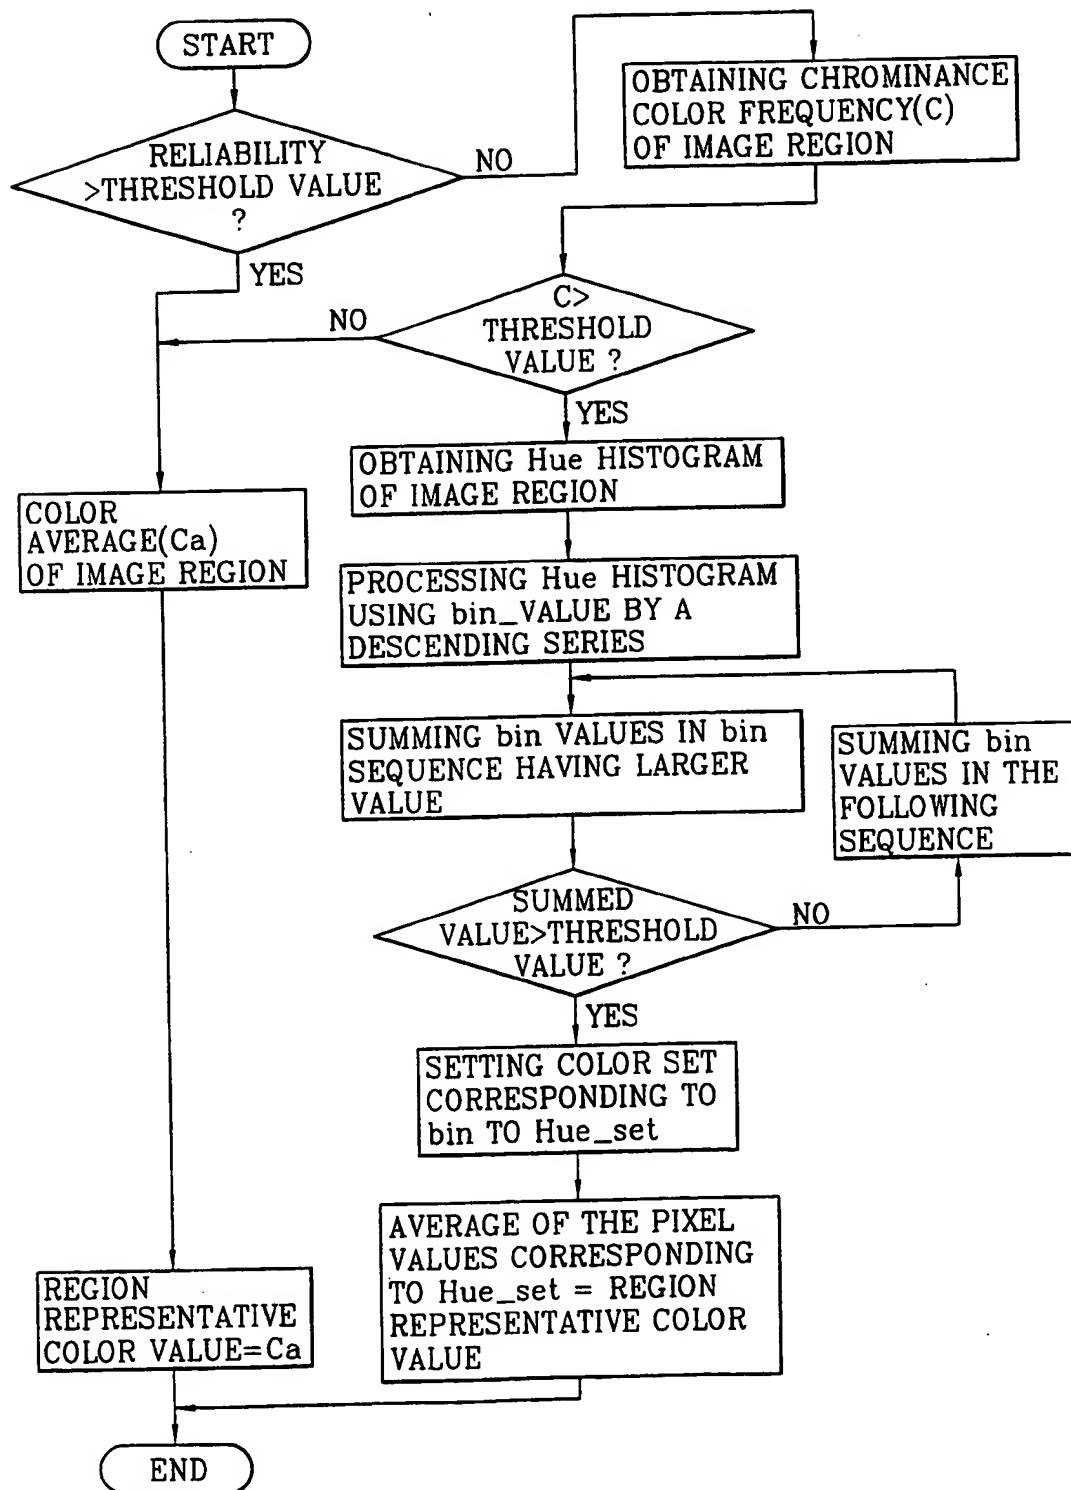 START
RELIABILITY
>THRESHOLD VALUE
?
NO
YES
OBTAINING CHROMINANCE
COLOR FREQUENCY(C)
OF IMAGE REGION
C>
THRESHOLD
VALUE ?
NO
YES
OBTAINING Hue HISTOGRAM
OF IMAGE REGION
COLOR
AVERAGE(Ca)
OF IMAGE REGION
PROCESSING Hue HISTOGRAM
USING bin_VALUE BY A
DESCENDING SERIES
SUMMING bin VALUES IN bin
SEQUENCE HAVING LARGER
VALUE
SUMMING bin
VALUES IN THE
FOLLOWING
SEQUENCE
SUMMED
VALUE>THRESHOLD
VALUE ?
NO
YES
SETTING COLOR SET
CORRESPONDING TO
bin TO Hue_set
AVERAGE OF THE PIXEL
VALUES CORRESPONDING
TO Hue_set = REGION
REPRESENTATIVE COLOR
VALUE
REGION
REPRESENTATIVE
COLOR VALUE=Ca
END